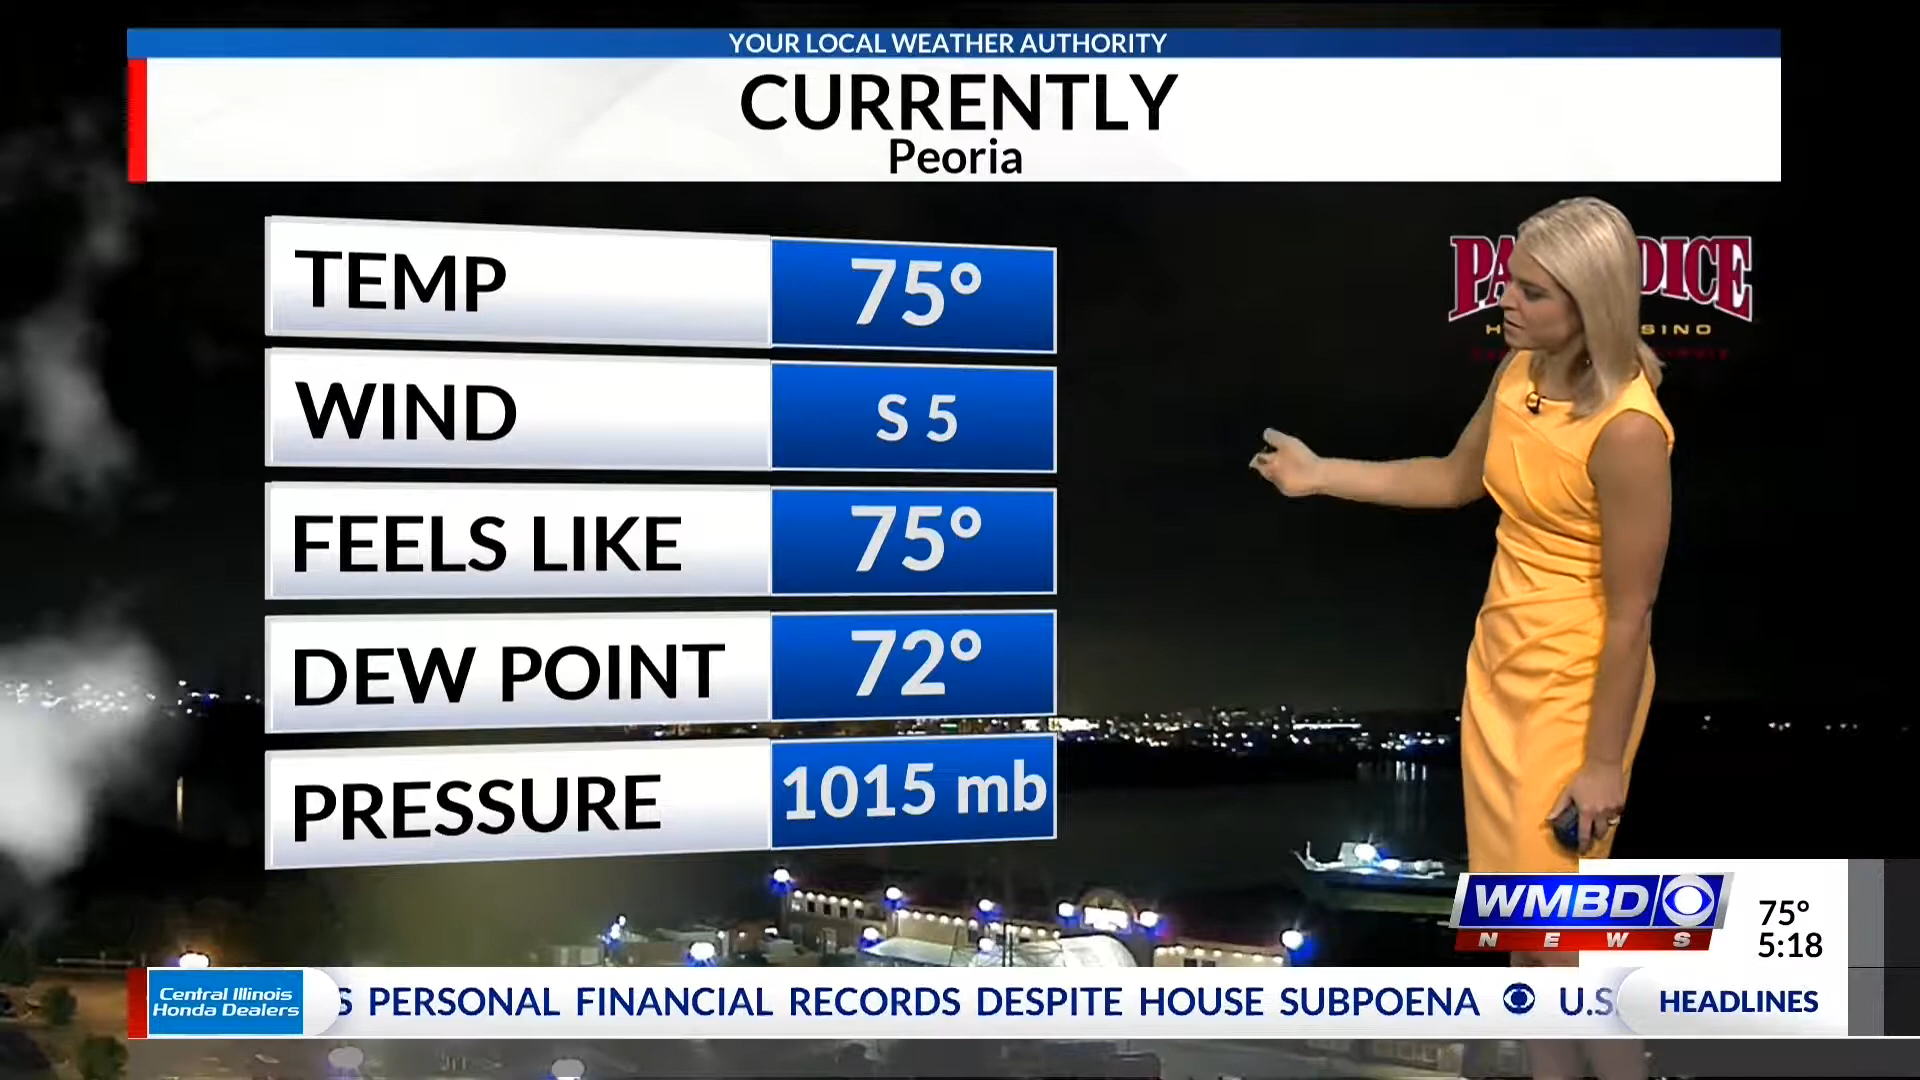 YOUR LOCAL WEATHER AUTHORITY
CURRENTLY
Peoria
TEMP 75°
WIND S 5
FEELS LIKE 75°
DEW POINT 72°
PRESSURE 1015 mb
WMBD
NEWS
75°
5:18
Central Illinois
Honda Dealers
S PERSONAL FINANCIAL RECORDS DESPITE HOUSE SUBPOENA U.S
HEADLINES